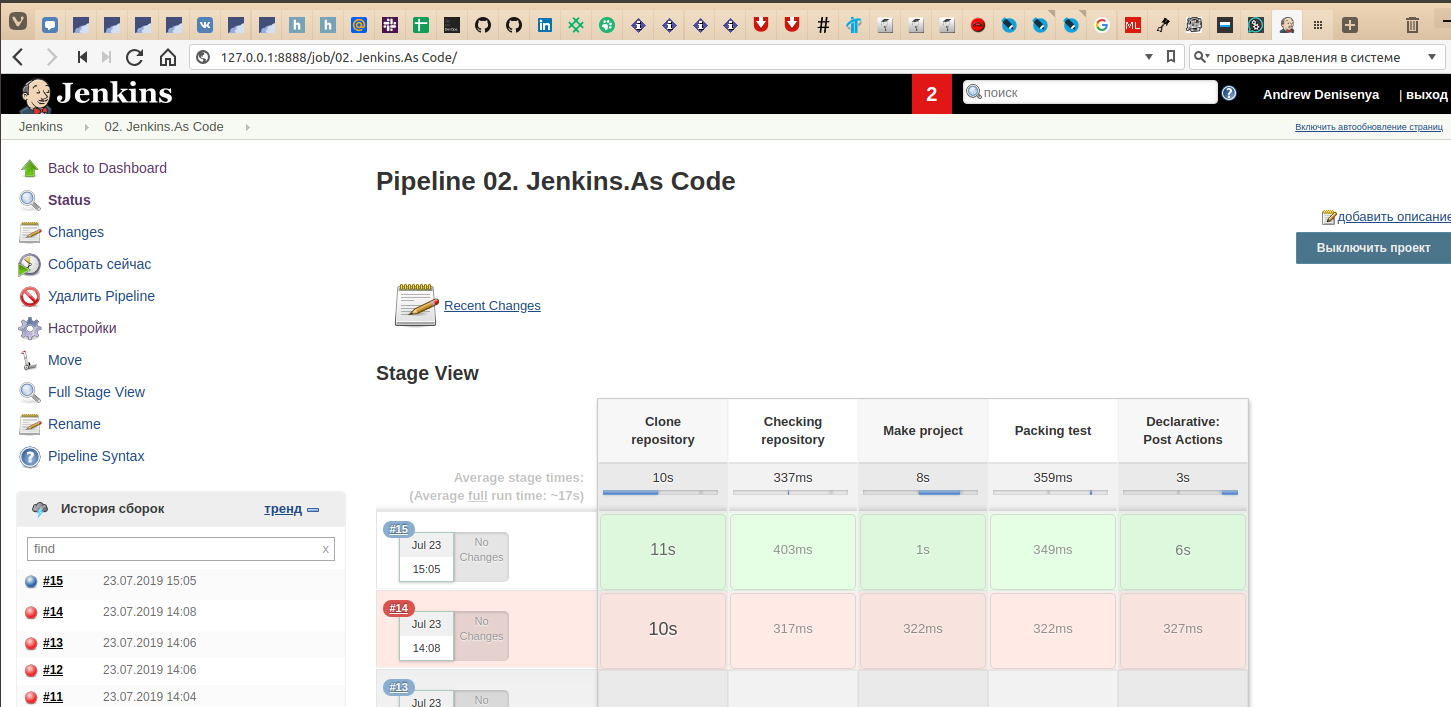 127.0.0.1:8888/job/02. Jenkins.As Code/
проверка давления в системе
Jenkins
2
поиск
Andrew Denisenya
| выход
Jenkins
02. Jenkins.As Code
Включить автообновление страниц
Back to Dashboard
Status
Changes
Собрать сейчас
Удалить Pipeline
Настройки
Move
Full Stage View
Rename
Pipeline Syntax
История сборок
тренд
find
x
#15 23.07.2019 15:05
#14 23.07.2019 14:08
#13 23.07.2019 14:06
#12 23.07.2019 14:06
#11 23.07.2019 14:04
Pipeline 02. Jenkins.As Code
добавить описание
Выключить проект
Recent Changes
Stage View
Clone
repository
Checking
repository
Make project
Packing test
Declarative:
Post Actions
Average stage times:
(Average full run time: ~17s)
10s
337ms
8s
359ms
3s
#15
Jul 23
15:05
No
Changes
11s
403ms
1s
349ms
6s
#14
Jul 23
14:08
No
Changes
10s
317ms
322ms
322ms
327ms
#13
Jul 23
No